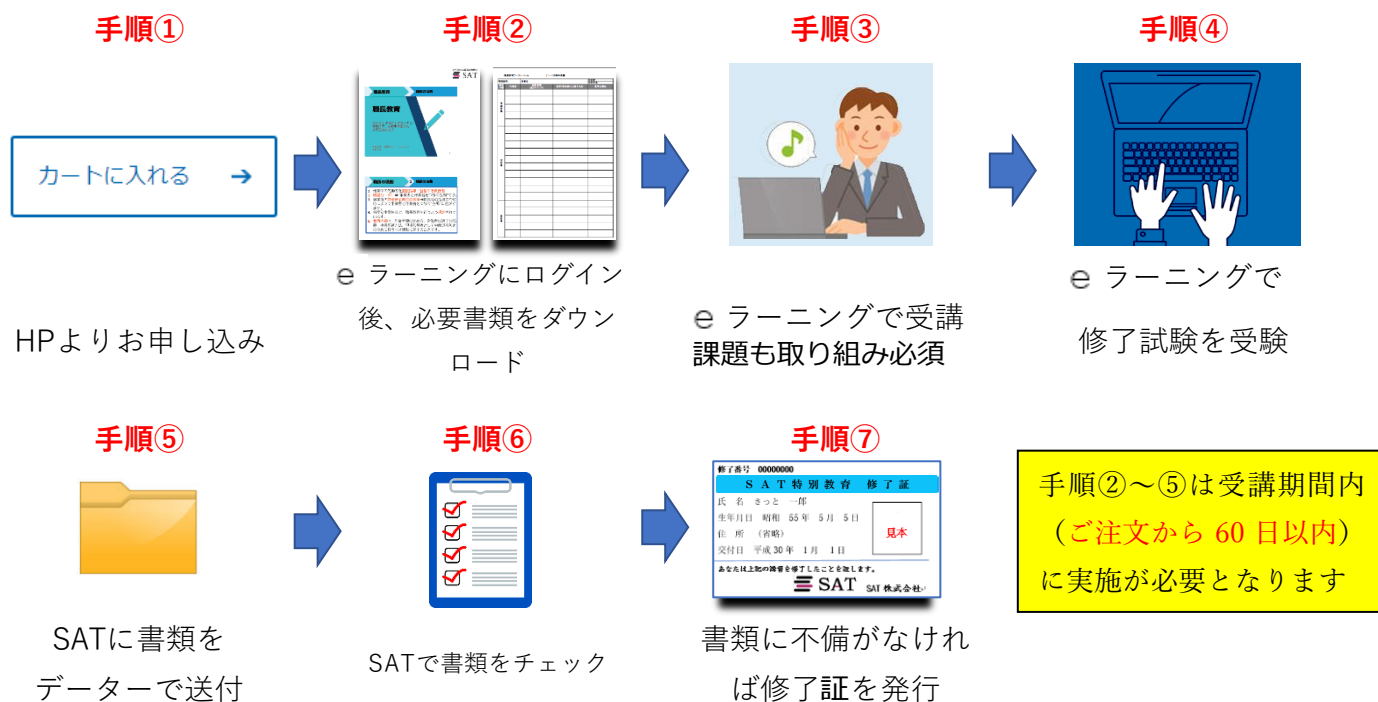 手順①
手順②
手順③
手順④
カートに入れる →
SAT
職長教育
HPよりお申し込み
e ラーニングにログイン
後、必要書類をダウン
ロード
e ラーニングで受講
課題も取り組み必須
e ラーニングで
修了試験を受験
手順⑤
手順⑥
手順⑦
SATに書類を
データーで送付
SATで書類をチェック
修了番号 00000000
SAT特別教育 修了証
氏 名 さっと 一郎
生年月日 昭和 55年 5月 5日
住 所 (省略)
交付日 平成30年 1月 1日
見本
あなたは上記の講習を修了したことを証します。
SAT SAT 株式会社
書類に不備がなけれ
ば修了証を発行
手順②～⑤は受講期間内
（ご注文から 60 日以内）
に実施が必要となります